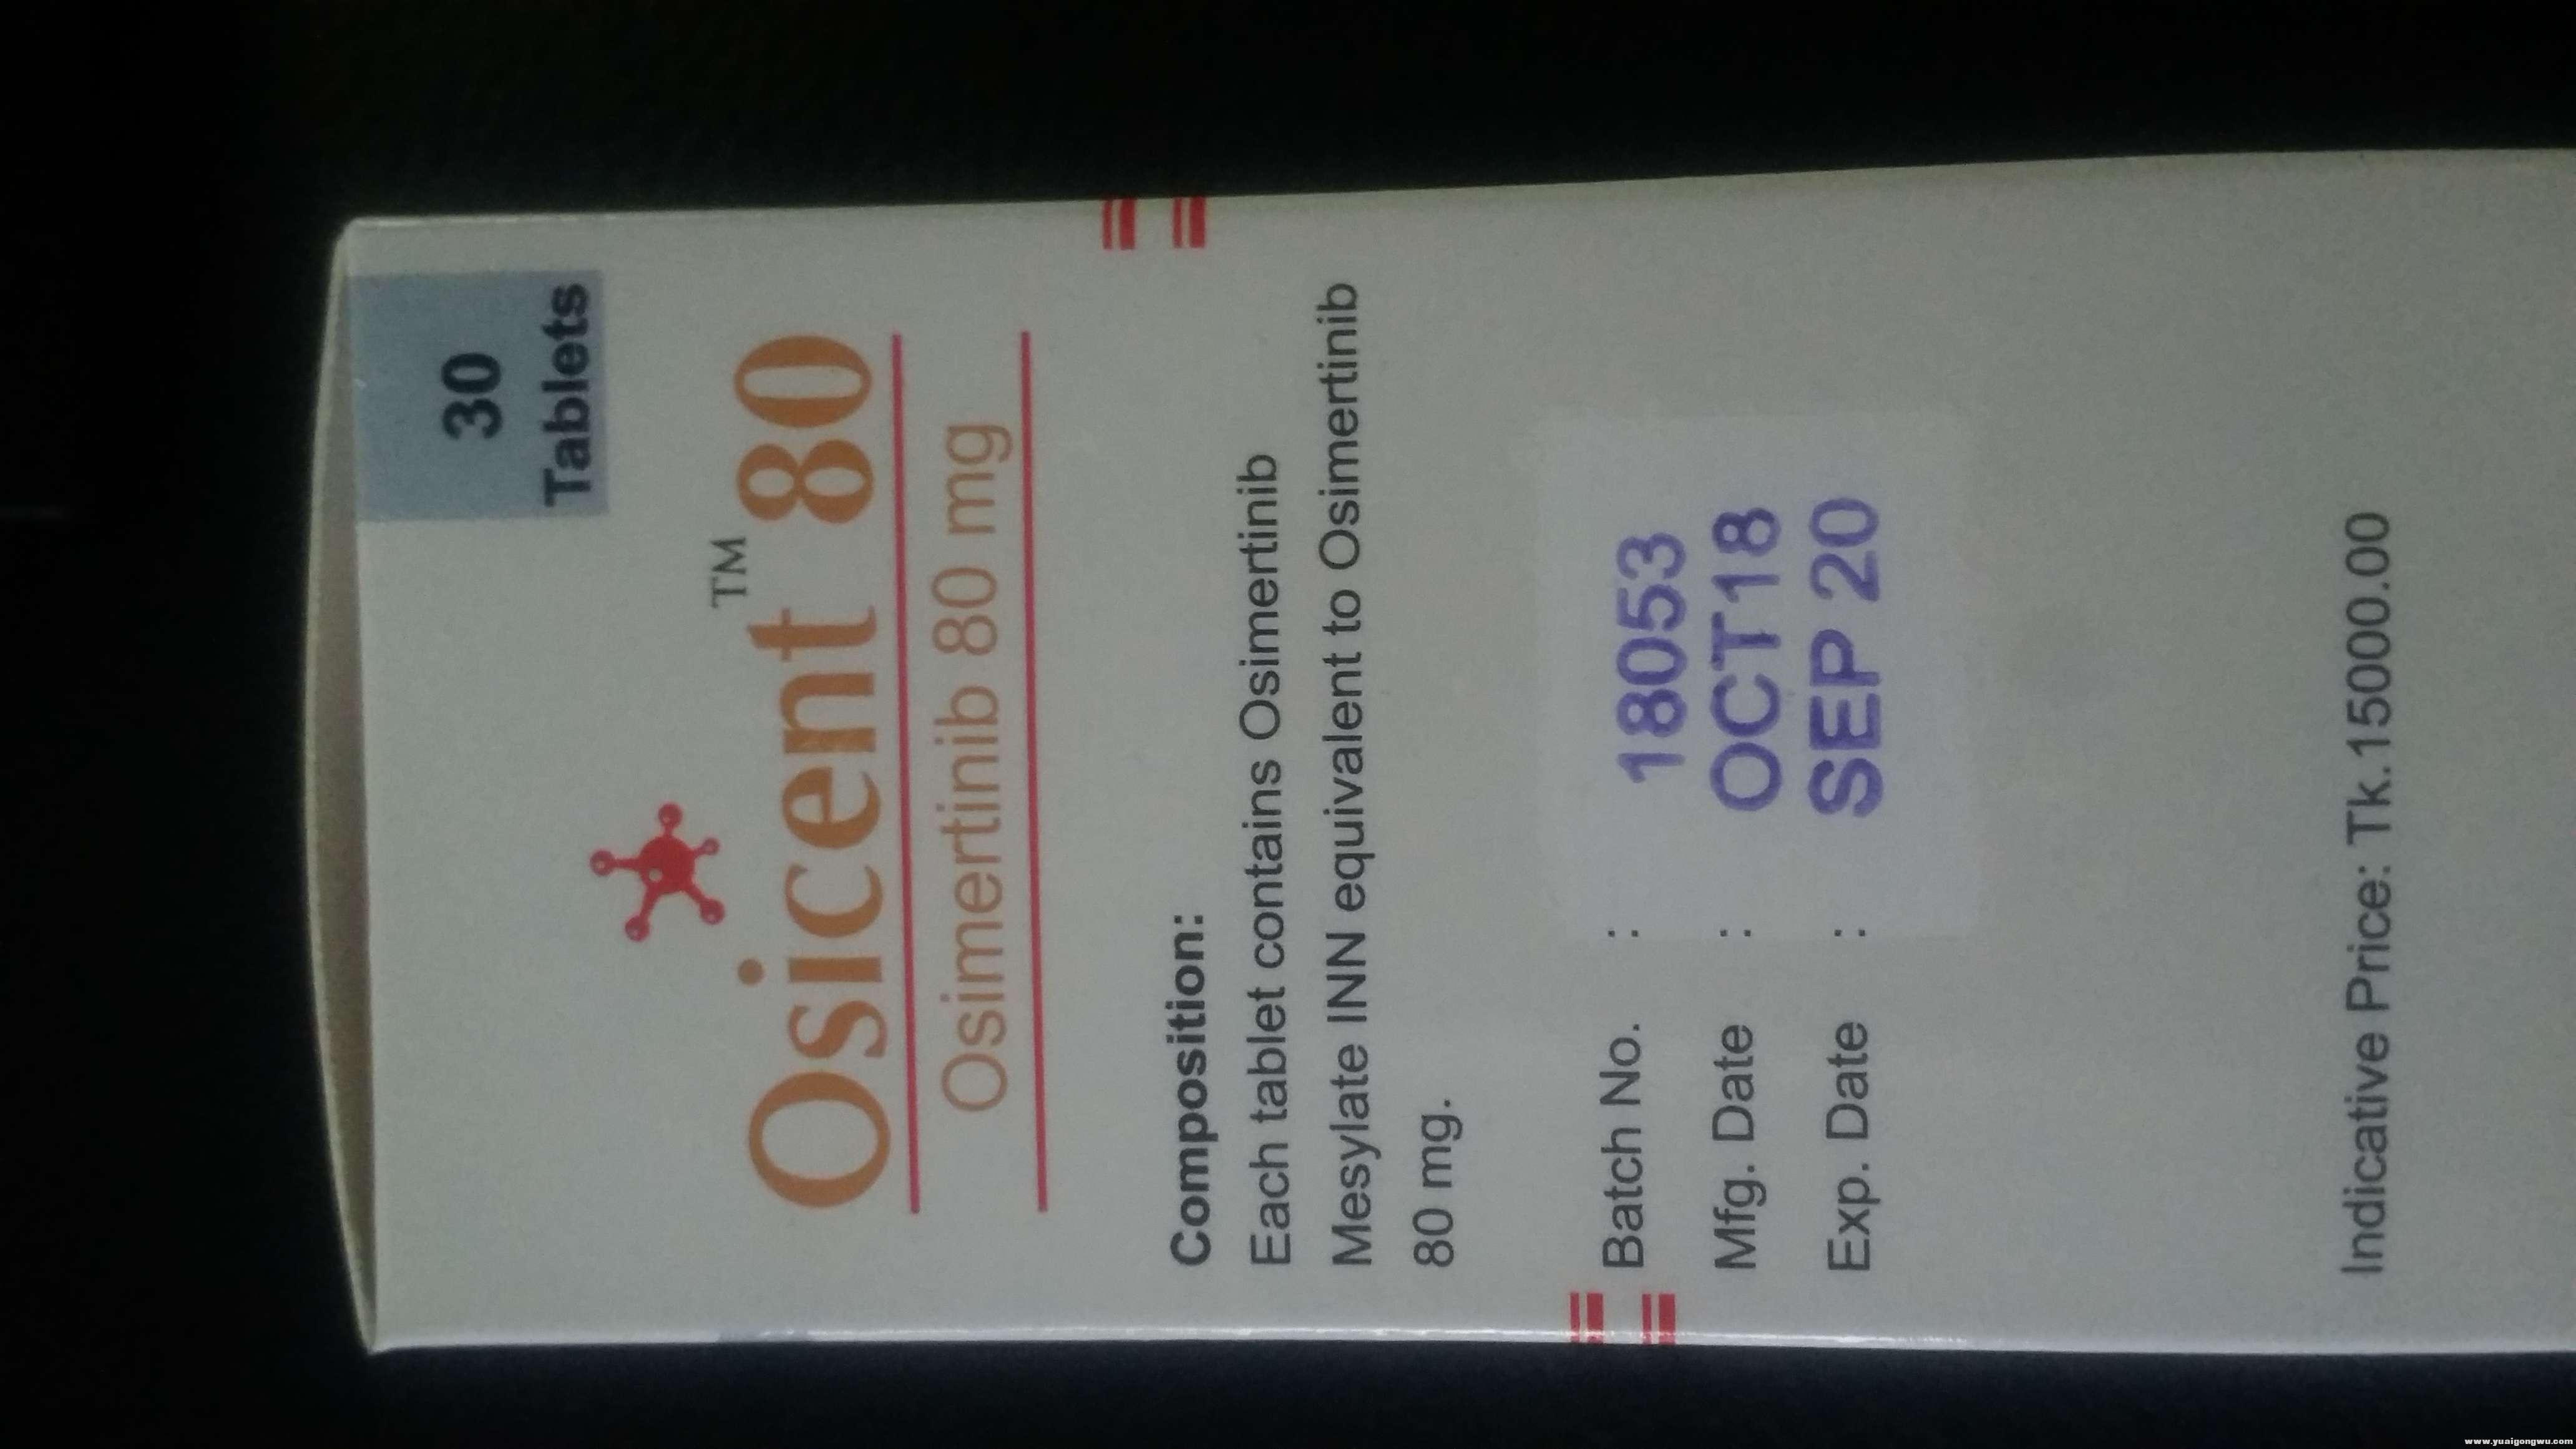 30
Tablets
Osicent™ 80
Osimertinib 80 mg
Composition:
Each tablet contains Osimertinib
Mesylate INN equivalent to Osimertinib
80 mg.
Batch No. : 18053
Mfg. Date : OCT18
Exp. Date : SEP 20
Indicative Price: Tk.15000.00
www.yuaigongwu.com